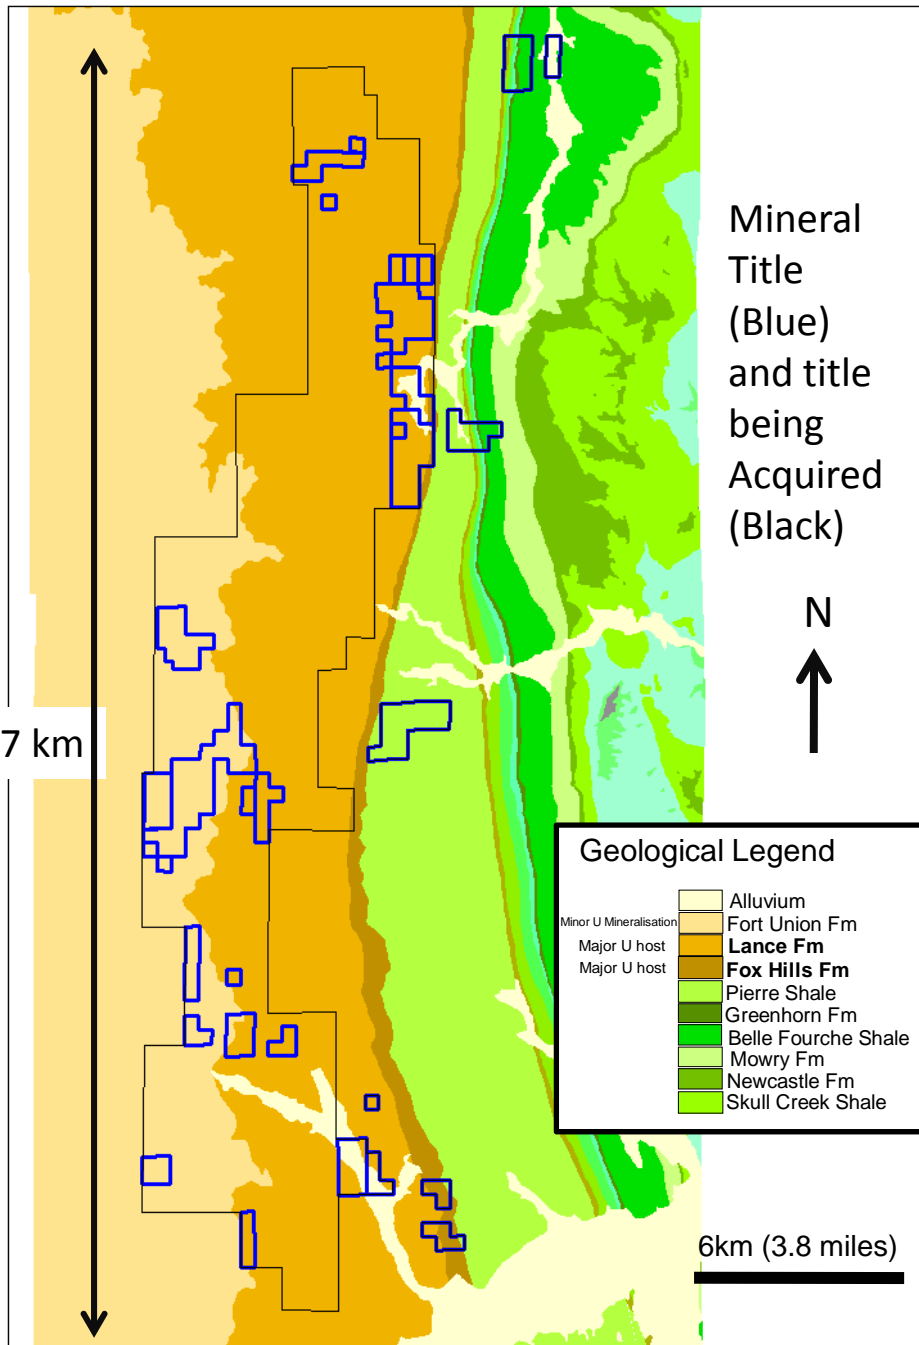 Mineral
Title
(Blue)
and title
being
Acquired
(Black)
N
7 km
Geological Legend
Alluvium
Minor U Mineralisation Fort Union Fm
Major U host Lance Fm
Major U host Fox Hills Fm
Pierre Shale
Greenhorn Fm
Belle Fourche Shale
Mowry Fm
Newcastle Fm
Skull Creek Shale
6km (3.8 miles)